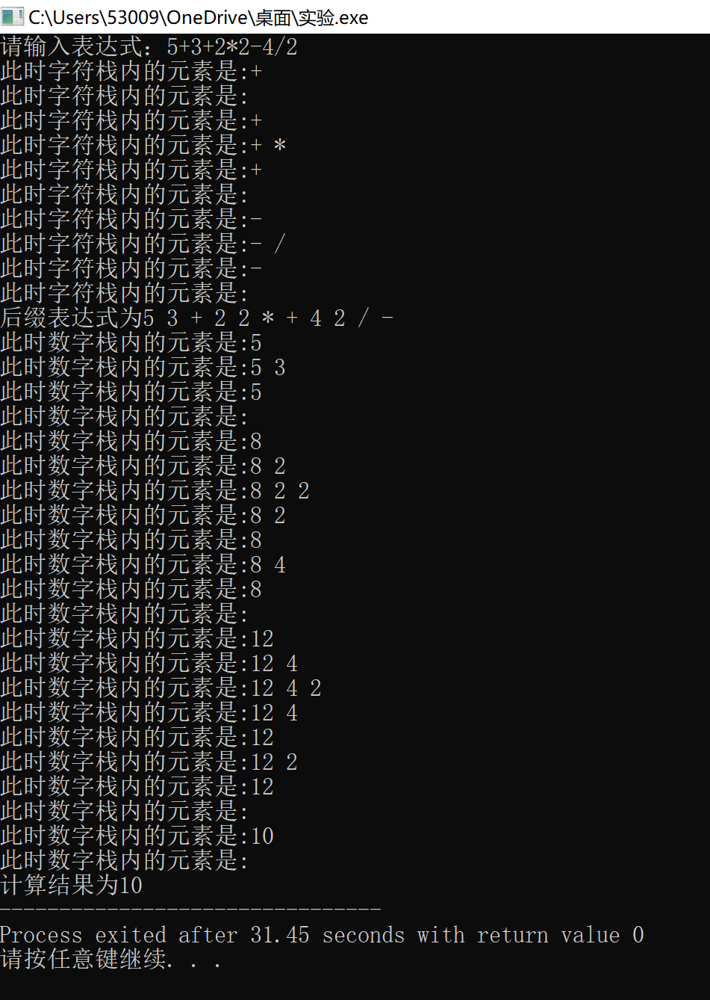 C:\Users\53009\OneDrive\桌面\实验.exe
请输入表达式：5+3+2*2-4/2
此时字符栈内的元素是:+
此时字符栈内的元素是:
此时字符栈内的元素是:+
此时字符栈内的元素是:+ *
此时字符栈内的元素是:+
此时字符栈内的元素是:
此时字符栈内的元素是:-
此时字符栈内的元素是:- /
此时字符栈内的元素是:-
此时字符栈内的元素是:
后缀表达式为5 3 + 2 2 * + 4 2 / -
此时数字栈内的元素是:5
此时数字栈内的元素是:5 3
此时数字栈内的元素是:5
此时数字栈内的元素是:
此时数字栈内的元素是:8
此时数字栈内的元素是:8 2
此时数字栈内的元素是:8 2 2
此时数字栈内的元素是:8 2
此时数字栈内的元素是:8
此时数字栈内的元素是:8 4
此时数字栈内的元素是:8
此时数字栈内的元素是:
此时数字栈内的元素是:12
此时数字栈内的元素是:12 4
此时数字栈内的元素是:12 4 2
此时数字栈内的元素是:12 4
此时数字栈内的元素是:12
此时数字栈内的元素是:12 2
此时数字栈内的元素是:12
此时数字栈内的元素是:
此时数字栈内的元素是:10
此时数字栈内的元素是:
计算结果为10
--------------------------------
Process exited after 31.45 seconds with return value 0
请按任意键继续. . .